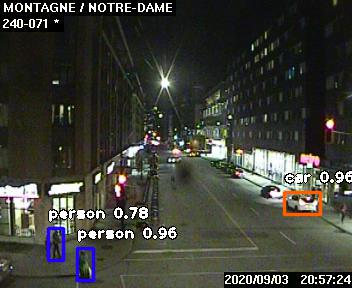 MONTAGNE / NOTRE-DAME
240-071 *
car 0.96
person 0.78
person 0.96
2020/09/03 20:57:24